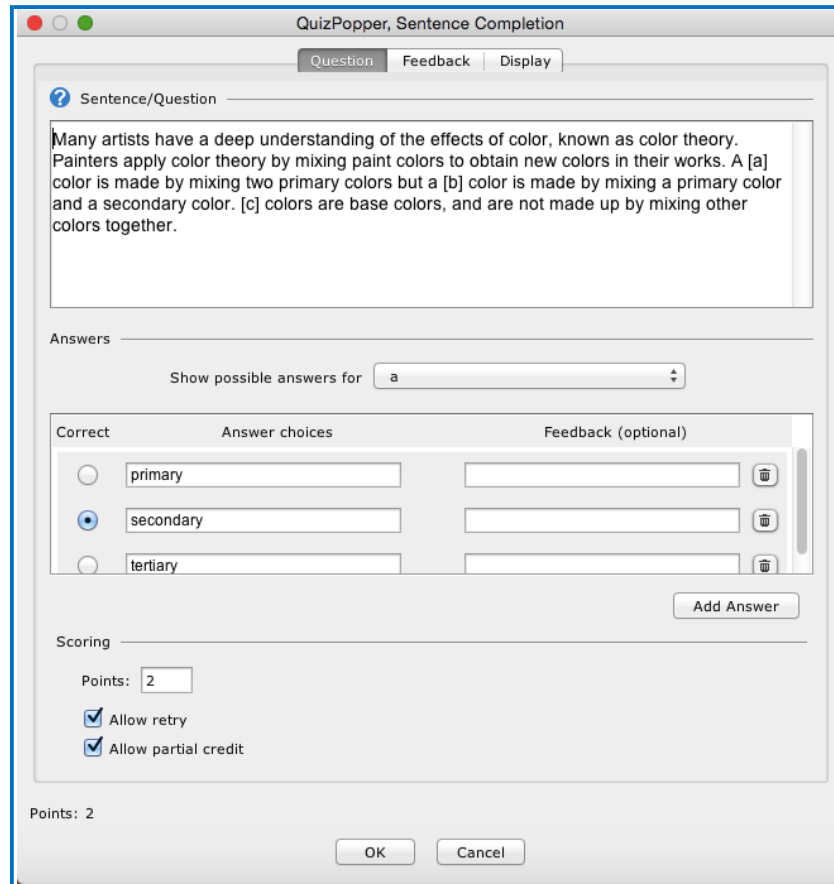 QuizPopper, Sentence Completion
Question Feedback Display
? Sentence/Question
Many artists have a deep understanding of the effects of color, known as color theory.
Painters apply color theory by mixing paint colors to obtain new colors in their works. A [a]
color is made by mixing two primary colors but a [b] color is made by mixing a primary color
and a secondary color. [c] colors are base colors, and are not made up by mixing other
colors together.
Answers
Show possible answers for a
Correct Answer choices Feedback (optional)
primary
secondary
tertiary
Add Answer
Scoring
Points: 2
Allow retry
Allow partial credit
Points: 2
OK Cancel